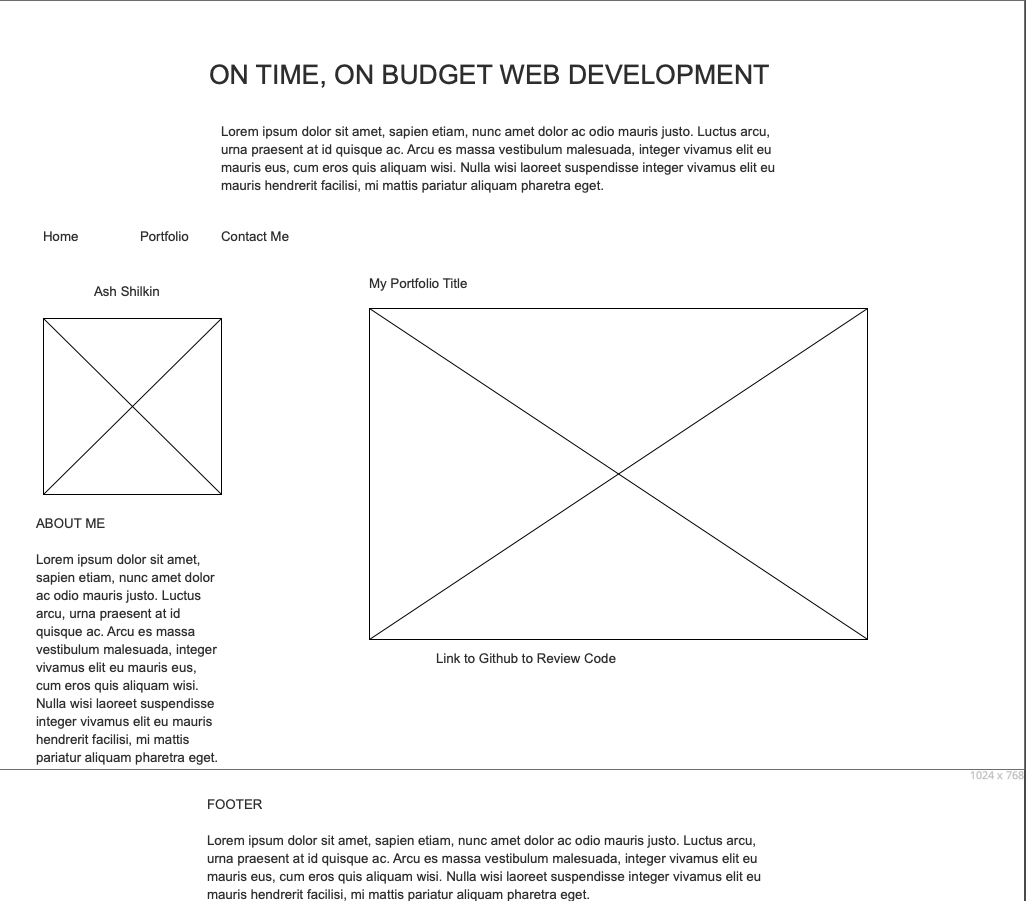 ON TIME, ON BUDGET WEB DEVELOPMENT
Lorem ipsum dolor sit amet, sapien etiam, nunc amet dolor ac odio mauris justo. Luctus arcu,
urna praesent at id quisque ac. Arcu es massa vestibulum malesuada, integer vivamus elit eu
mauris eus, cum eros quis aliquam wisi. Nulla wisi laoreet suspendisse integer vivamus elit eu
mauris hendrerit facilisi, mi mattis pariatur aliquam pharetra eget.
Home Portfolio Contact Me
Ash Shilkin
ABOUT ME
Lorem ipsum dolor sit amet,
sapien etiam, nunc amet dolor
ac odio mauris justo. Luctus
arcu, urna praesent at id
quisque ac. Arcu es massa
vestibulum malesuada, integer
vivamus elit eu mauris eus,
cum eros quis aliquam wisi.
Nulla wisi laoreet suspendisse
integer vivamus elit eu mauris
hendrerit facilisi, mi mattis
pariatur aliquam pharetra eget.
My Portfolio Title
Link to Github to Review Code
1024 x 768
FOOTER
Lorem ipsum dolor sit amet, sapien etiam, nunc amet dolor ac odio mauris justo. Luctus arcu,
urna praesent at id quisque ac. Arcu es massa vestibulum malesuada, integer vivamus elit eu
mauris eus, cum eros quis aliquam wisi. Nulla wisi laoreet suspendisse integer vivamus elit eu
mauris hendrerit facilisi, mi mattis pariatur aliquam pharetra eget.